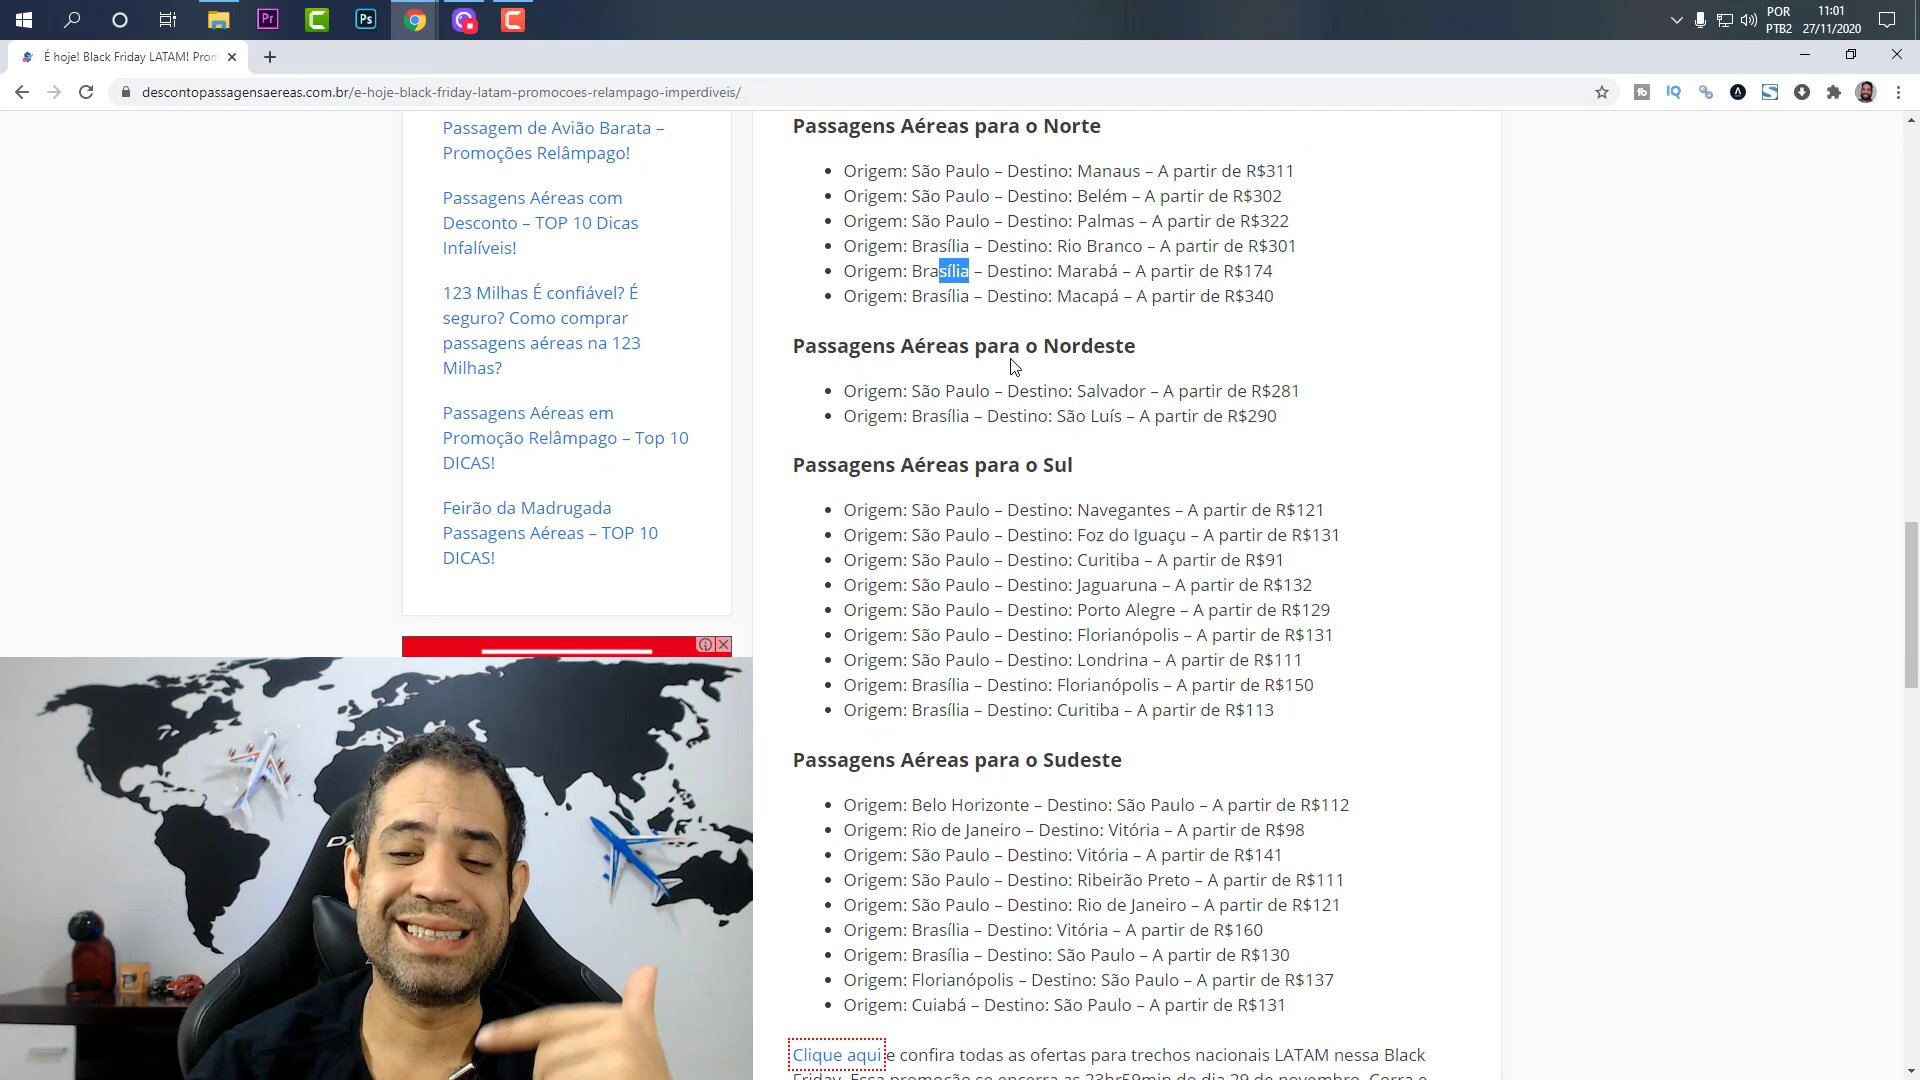 POR
PTB2
11:01
27/11/2020
É hoje! Black Friday LATAM! Prom
descontopassagensaereas.com.br/e-hoje-black-friday-latam-promocoes-relampago-imperdiveis/
Passagem de Avião Barata –
Promoções Relâmpago!
Passagens Aéreas com
Desconto – TOP 10 Dicas
Infalíveis!
123 Milhas É confiável? É
seguro? Como comprar
passagens aéreas na 123
Milhas?
Passagens Aéreas em
Promoção Relâmpago – Top 10
DICAS!
Feirão da Madrugada
Passagens Aéreas – TOP 10
DICAS!
Passagens Aéreas para o Norte
Origem: São Paulo – Destino: Manaus – A partir de R$311
Origem: São Paulo – Destino: Belém – A partir de R$302
Origem: São Paulo – Destino: Palmas – A partir de R$322
Origem: Brasília – Destino: Rio Branco – A partir de R$301
Origem: Brasília – Destino: Marabá – A partir de R$174
Origem: Brasília – Destino: Macapá – A partir de R$340
Passagens Aéreas para o Nordeste
Origem: São Paulo – Destino: Salvador – A partir de R$281
Origem: Brasília – Destino: São Luís – A partir de R$290
Passagens Aéreas para o Sul
Origem: São Paulo – Destino: Navegantes – A partir de R$121
Origem: São Paulo – Destino: Foz do Iguaçu – A partir de R$131
Origem: São Paulo – Destino: Curitiba – A partir de R$91
Origem: São Paulo – Destino: Jaguaruna – A partir de R$132
Origem: São Paulo – Destino: Porto Alegre – A partir de R$129
Origem: São Paulo – Destino: Florianópolis – A partir de R$131
Origem: São Paulo – Destino: Londrina – A partir de R$111
Origem: Brasília – Destino: Florianópolis – A partir de R$150
Origem: Brasília – Destino: Curitiba – A partir de R$113
Passagens Aéreas para o Sudeste
Origem: Belo Horizonte – Destino: São Paulo – A partir de R$112
Origem: Rio de Janeiro – Destino: Vitória – A partir de R$98
Origem: São Paulo – Destino: Vitória – A partir de R$141
Origem: São Paulo – Destino: Ribeirão Preto – A partir de R$111
Origem: São Paulo – Destino: Rio de Janeiro – A partir de R$121
Origem: Brasília – Destino: Vitória – A partir de R$160
Origem: Brasília – Destino: São Paulo – A partir de R$130
Origem: Florianópolis – Destino: São Paulo – A partir de R$137
Origem: Cuiabá – Destino: São Paulo – A partir de R$131
Clique aqui e confira todas as ofertas para trechos nacionais LATAM nessa Black
Friday. Essa promoção se encerra as 23hr59min do dia 29 de novembro. Corra e